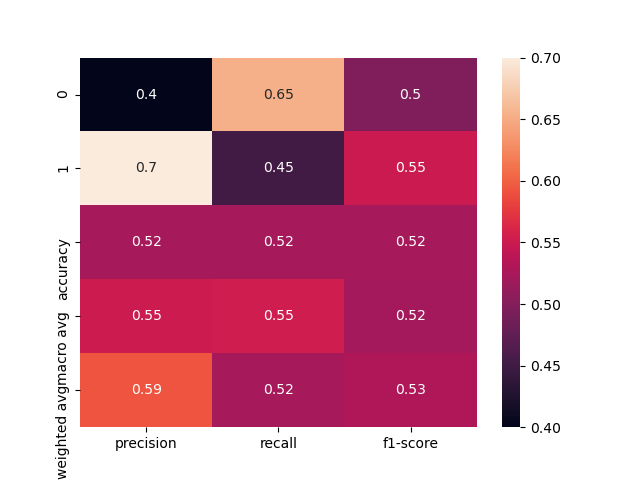 0 0.4 0.65 0.5
1 0.7 0.45 0.55
accuracy 0.52 0.52 0.52
macro avg 0.55 0.55 0.52
weighted avg 0.59 0.52 0.53
precision recall f1-score
0.70
0.65
0.60
0.55
0.50
0.45
0.40